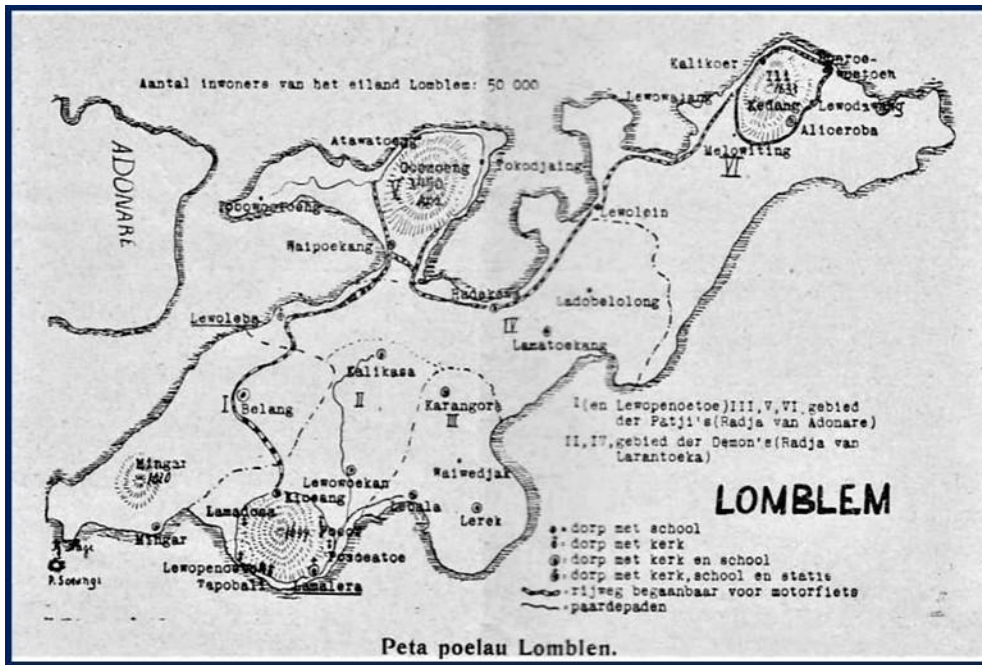 Aantal inwoners van het eiland Lomblem: 50 000
ADONARE
Kalikoer
Ili
Kedang
Lewowajang
Lewodawang
Aliceroba
Melowiting
VI
Atawatoeng
Tokodjaing
V
Waipoekang
Lewolein
Hadakewa
Ladobelolong
IV
Lamatoekang
Lewoleba
Kalikasa
I
Belang
II
Karangora
III
Waiwedjak
I(en Lewopenoetoe)III,V,VI,gebied
der Patji's(Radja van Adonare)
II,IV,gebied der Demon's(Radja van
Larantoeka)
Mingar
Lewowoekan
Lebala
Lerek
Lamadoea
Mingar
Tapobali
Lamalera
LOMBLEM
dorp met school
dorp met kerk
dorp met kerk en school
dorp met kerk,school en statie
rijweg begaanbaar voor motorfiets
paardepaden
Peta poelau Lomblen.